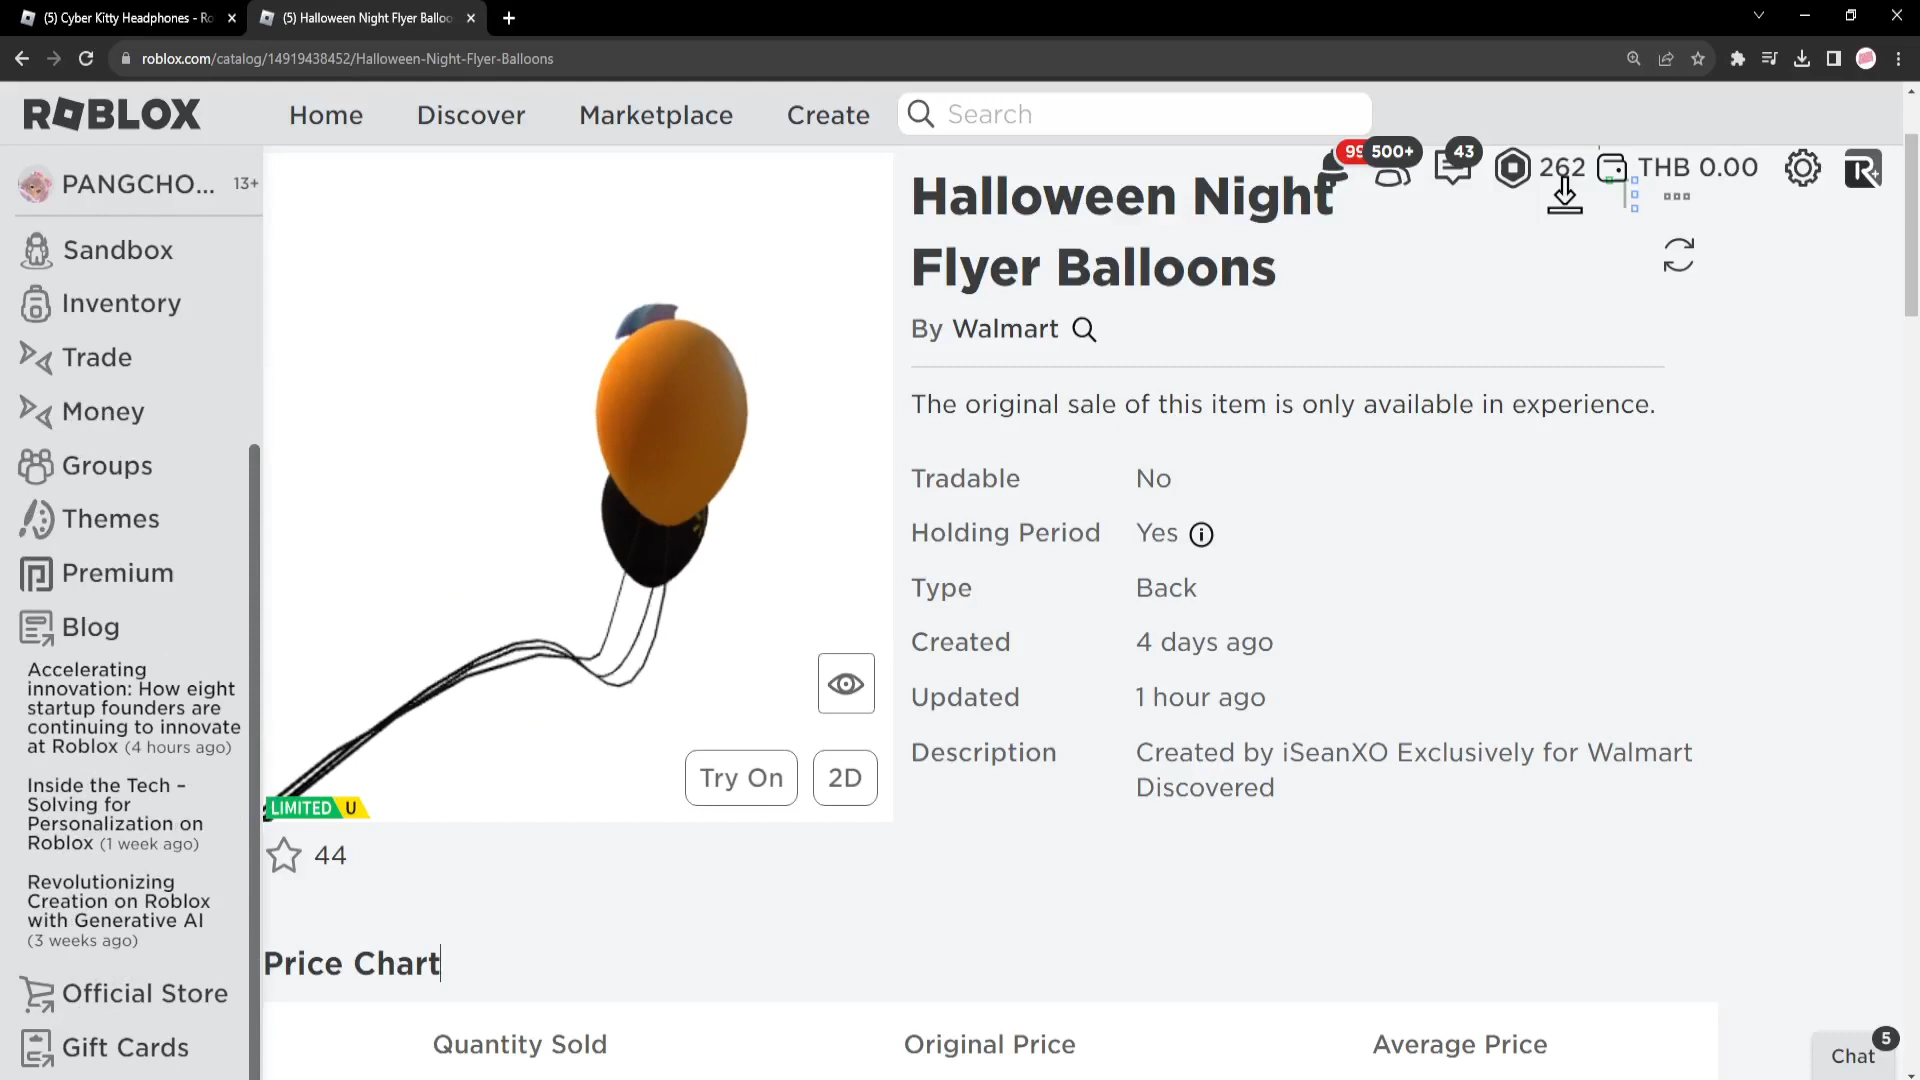 (5) Cyber Kitty Headphones - Ro
(5) Halloween Night Flyer Balloo
roblox.com/catalog/14919438452/Halloween-Night-Flyer-Balloons
ROBLOX
Home
Discover
Marketplace
Create
Search
99
500+
43
262
THB 0.00
PANGCHO...
13+
Sandbox
Inventory
Trade
Money
Groups
Themes
Premium
Blog
Accelerating
innovation: How eight
startup founders are
continuing to innovate
at Roblox (4 hours ago)
Inside the Tech –
Solving for
Personalization on
Roblox (1 week ago)
Revolutionizing
Creation on Roblox
with Generative AI
(3 weeks ago)
Official Store
Gift Cards
Try On
2D
LIMITED U
44
Halloween Night
Flyer Balloons
By Walmart
The original sale of this item is only available in experience.
Tradable No
Holding Period Yes
Type Back
Created 4 days ago
Updated 1 hour ago
Description Created by iSeanXO Exclusively for Walmart
Discovered
Price Chart
Quantity Sold
Original Price
Average Price
Chat
5